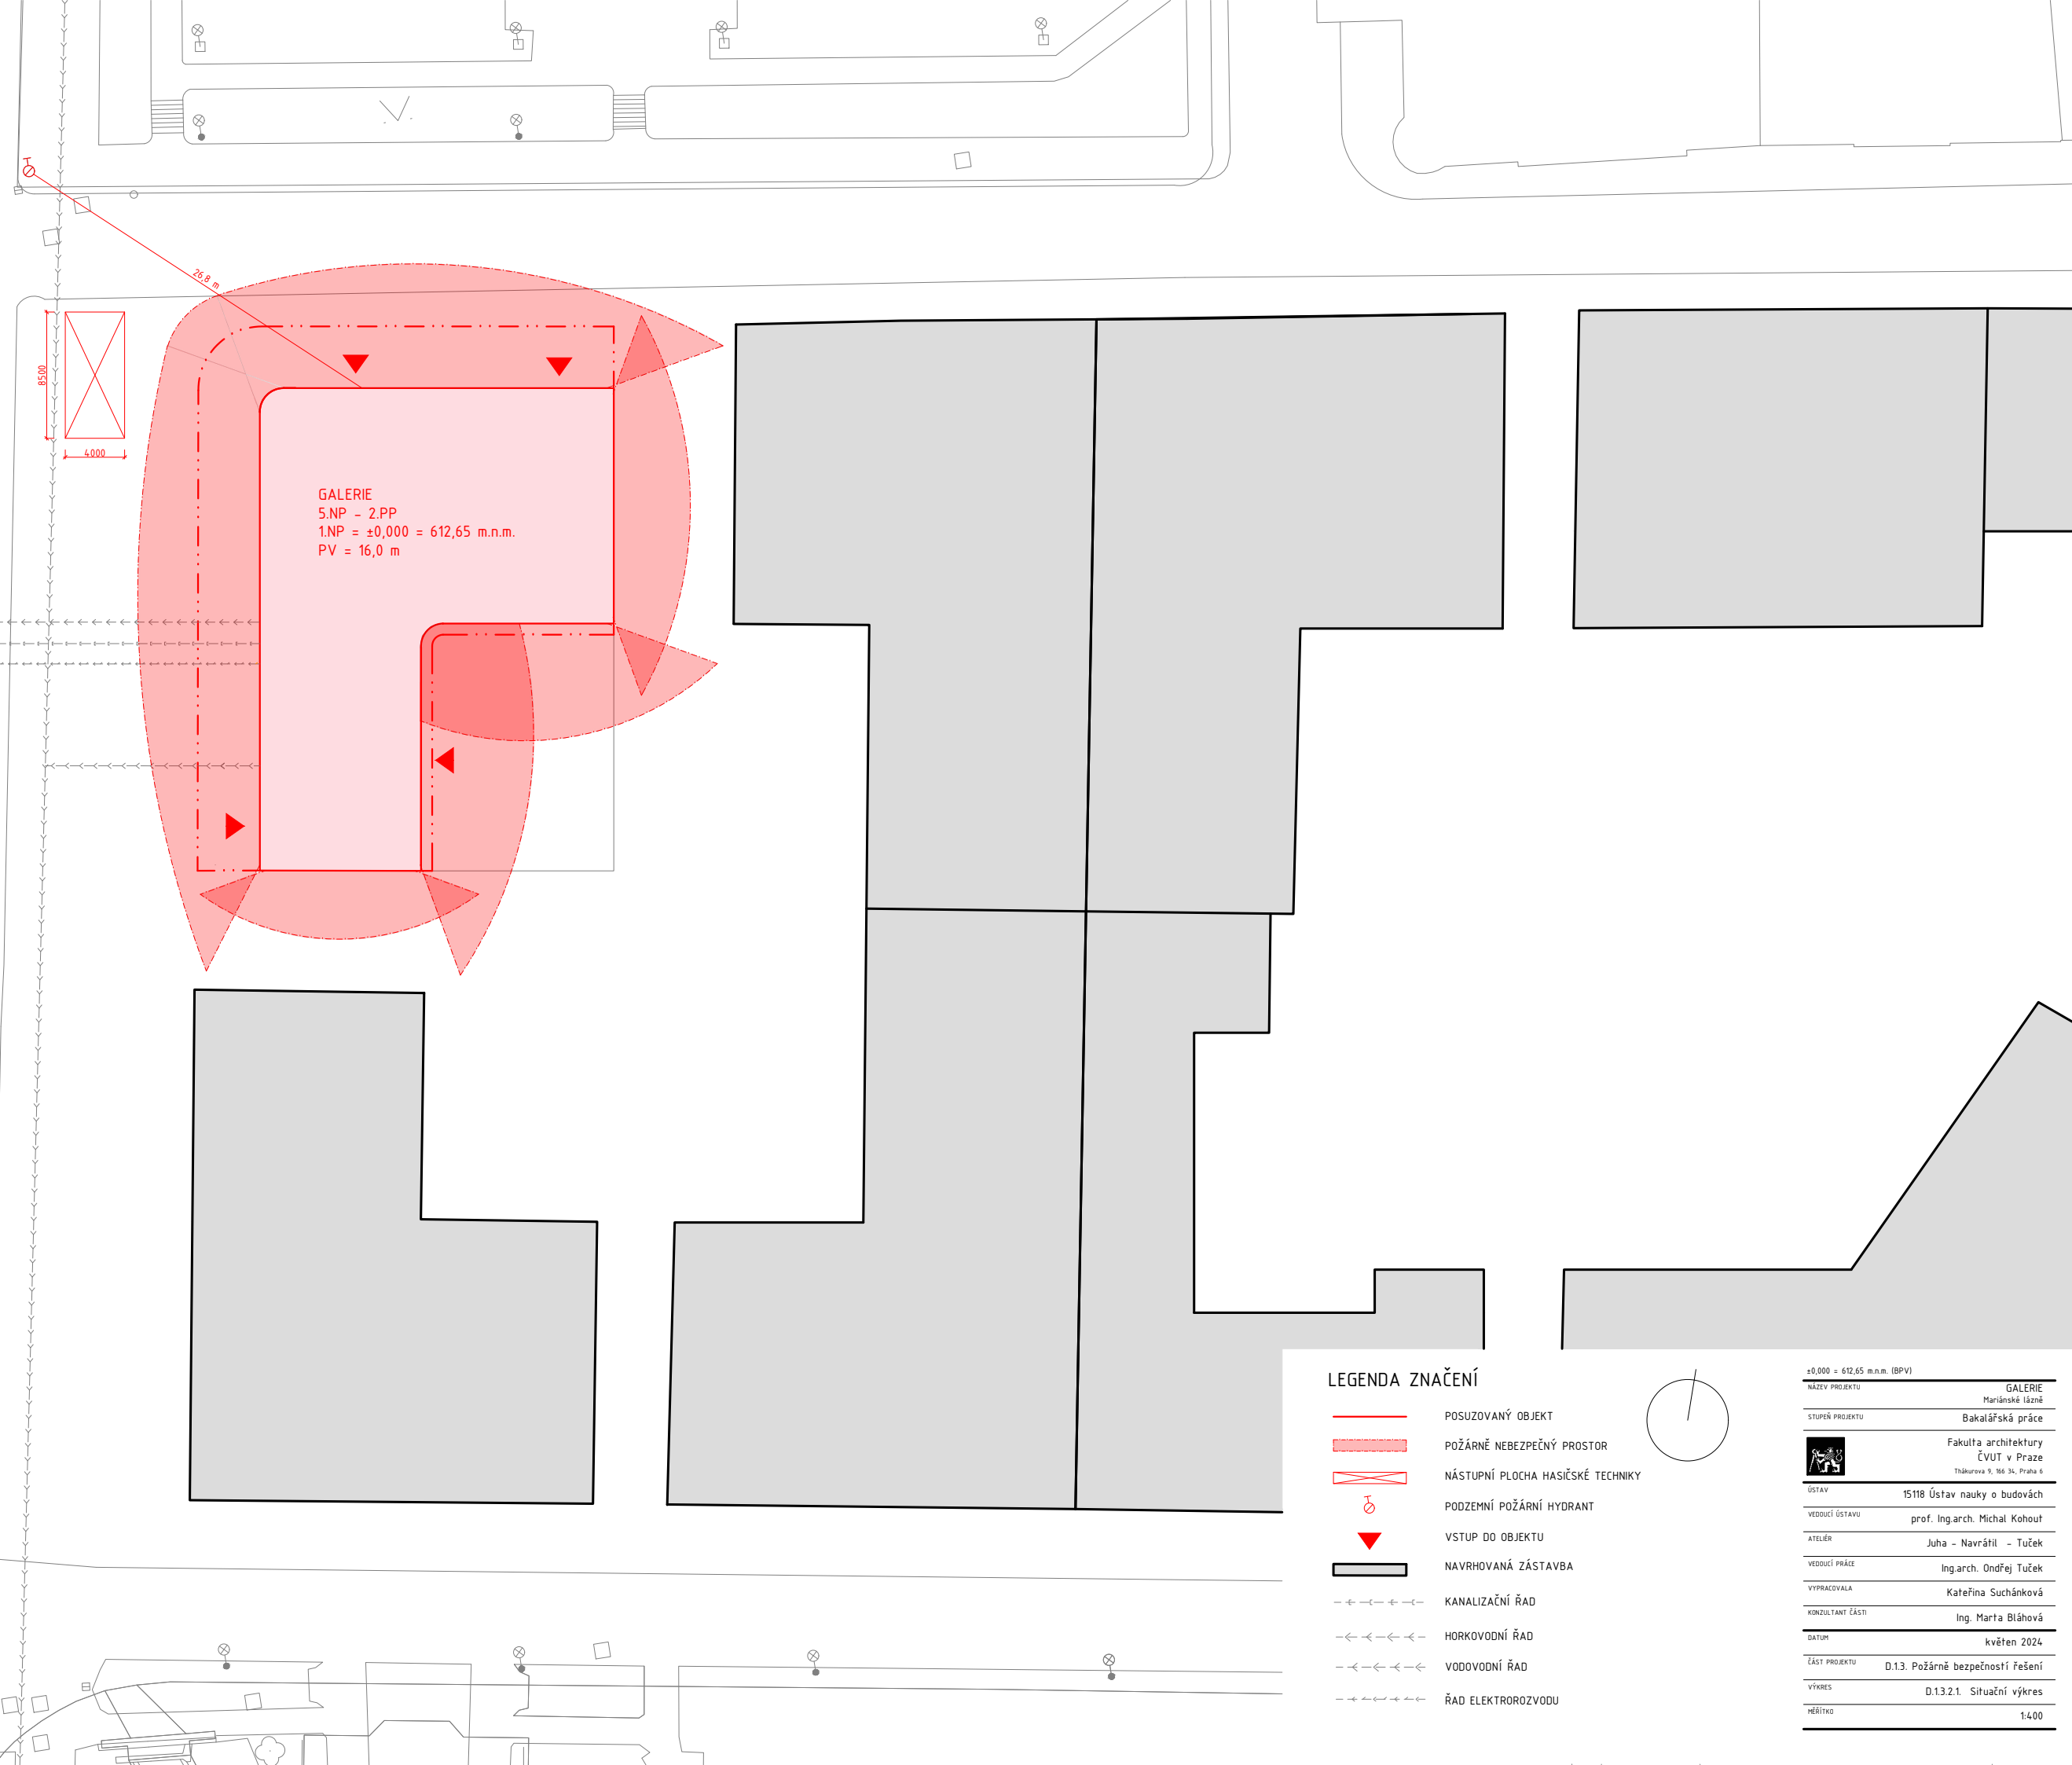 26,8 m
8500
4000
GALERIE
5.NP - 2.PP
1.NP = ±0,000 = 612,65 m.n.m.
PV = 16,0 m
LEGENDA ZNAČENÍ
POSUZOVANÝ OBJEKT
POŽÁRNĚ NEBEZPEČNÝ PROSTOR
NÁSTUPNÍ PLOCHA HASIČSKÉ TECHNIKY
PODZEMNÍ POŽÁRNÍ HYDRANT
VSTUP DO OBJEKTU
NAVRHOVANÁ ZÁSTAVBA
KANALIZAČNÍ ŘAD
HORKOVODNÍ ŘAD
VODOVODNÍ ŘAD
ŘAD ELEKTROROZVODU
±0,000 = 612,65 m.n.m. (BPV)
NÁZEV PROJEKTU GALERIE
Mariánské lázně
STUPEŇ PROJEKTU Bakalářská práce
Fakulta architektury
ČVUT v Praze
Thákurova 9, 166 34, Praha 6
ÚSTAV 15118 Ústav nauky o budovách
VEDOUCÍ ÚSTAVU prof. Ing.arch. Michal Kohout
ATELIÉR Juha - Navrátil - Tuček
VEDOUCÍ PRÁCE Ing.arch. Ondřej Tuček
VYPRACOVALA Kateřina Suchánková
KONZULTANT ČÁSTI Ing. Marta Bláhová
DATUM květen 2024
ČÁST PROJEKTU D.1.3. Požárně bezpečností řešení
VÝKRES D.1.3.2.1. Situační výkres
MĚŘÍTKO 1:400